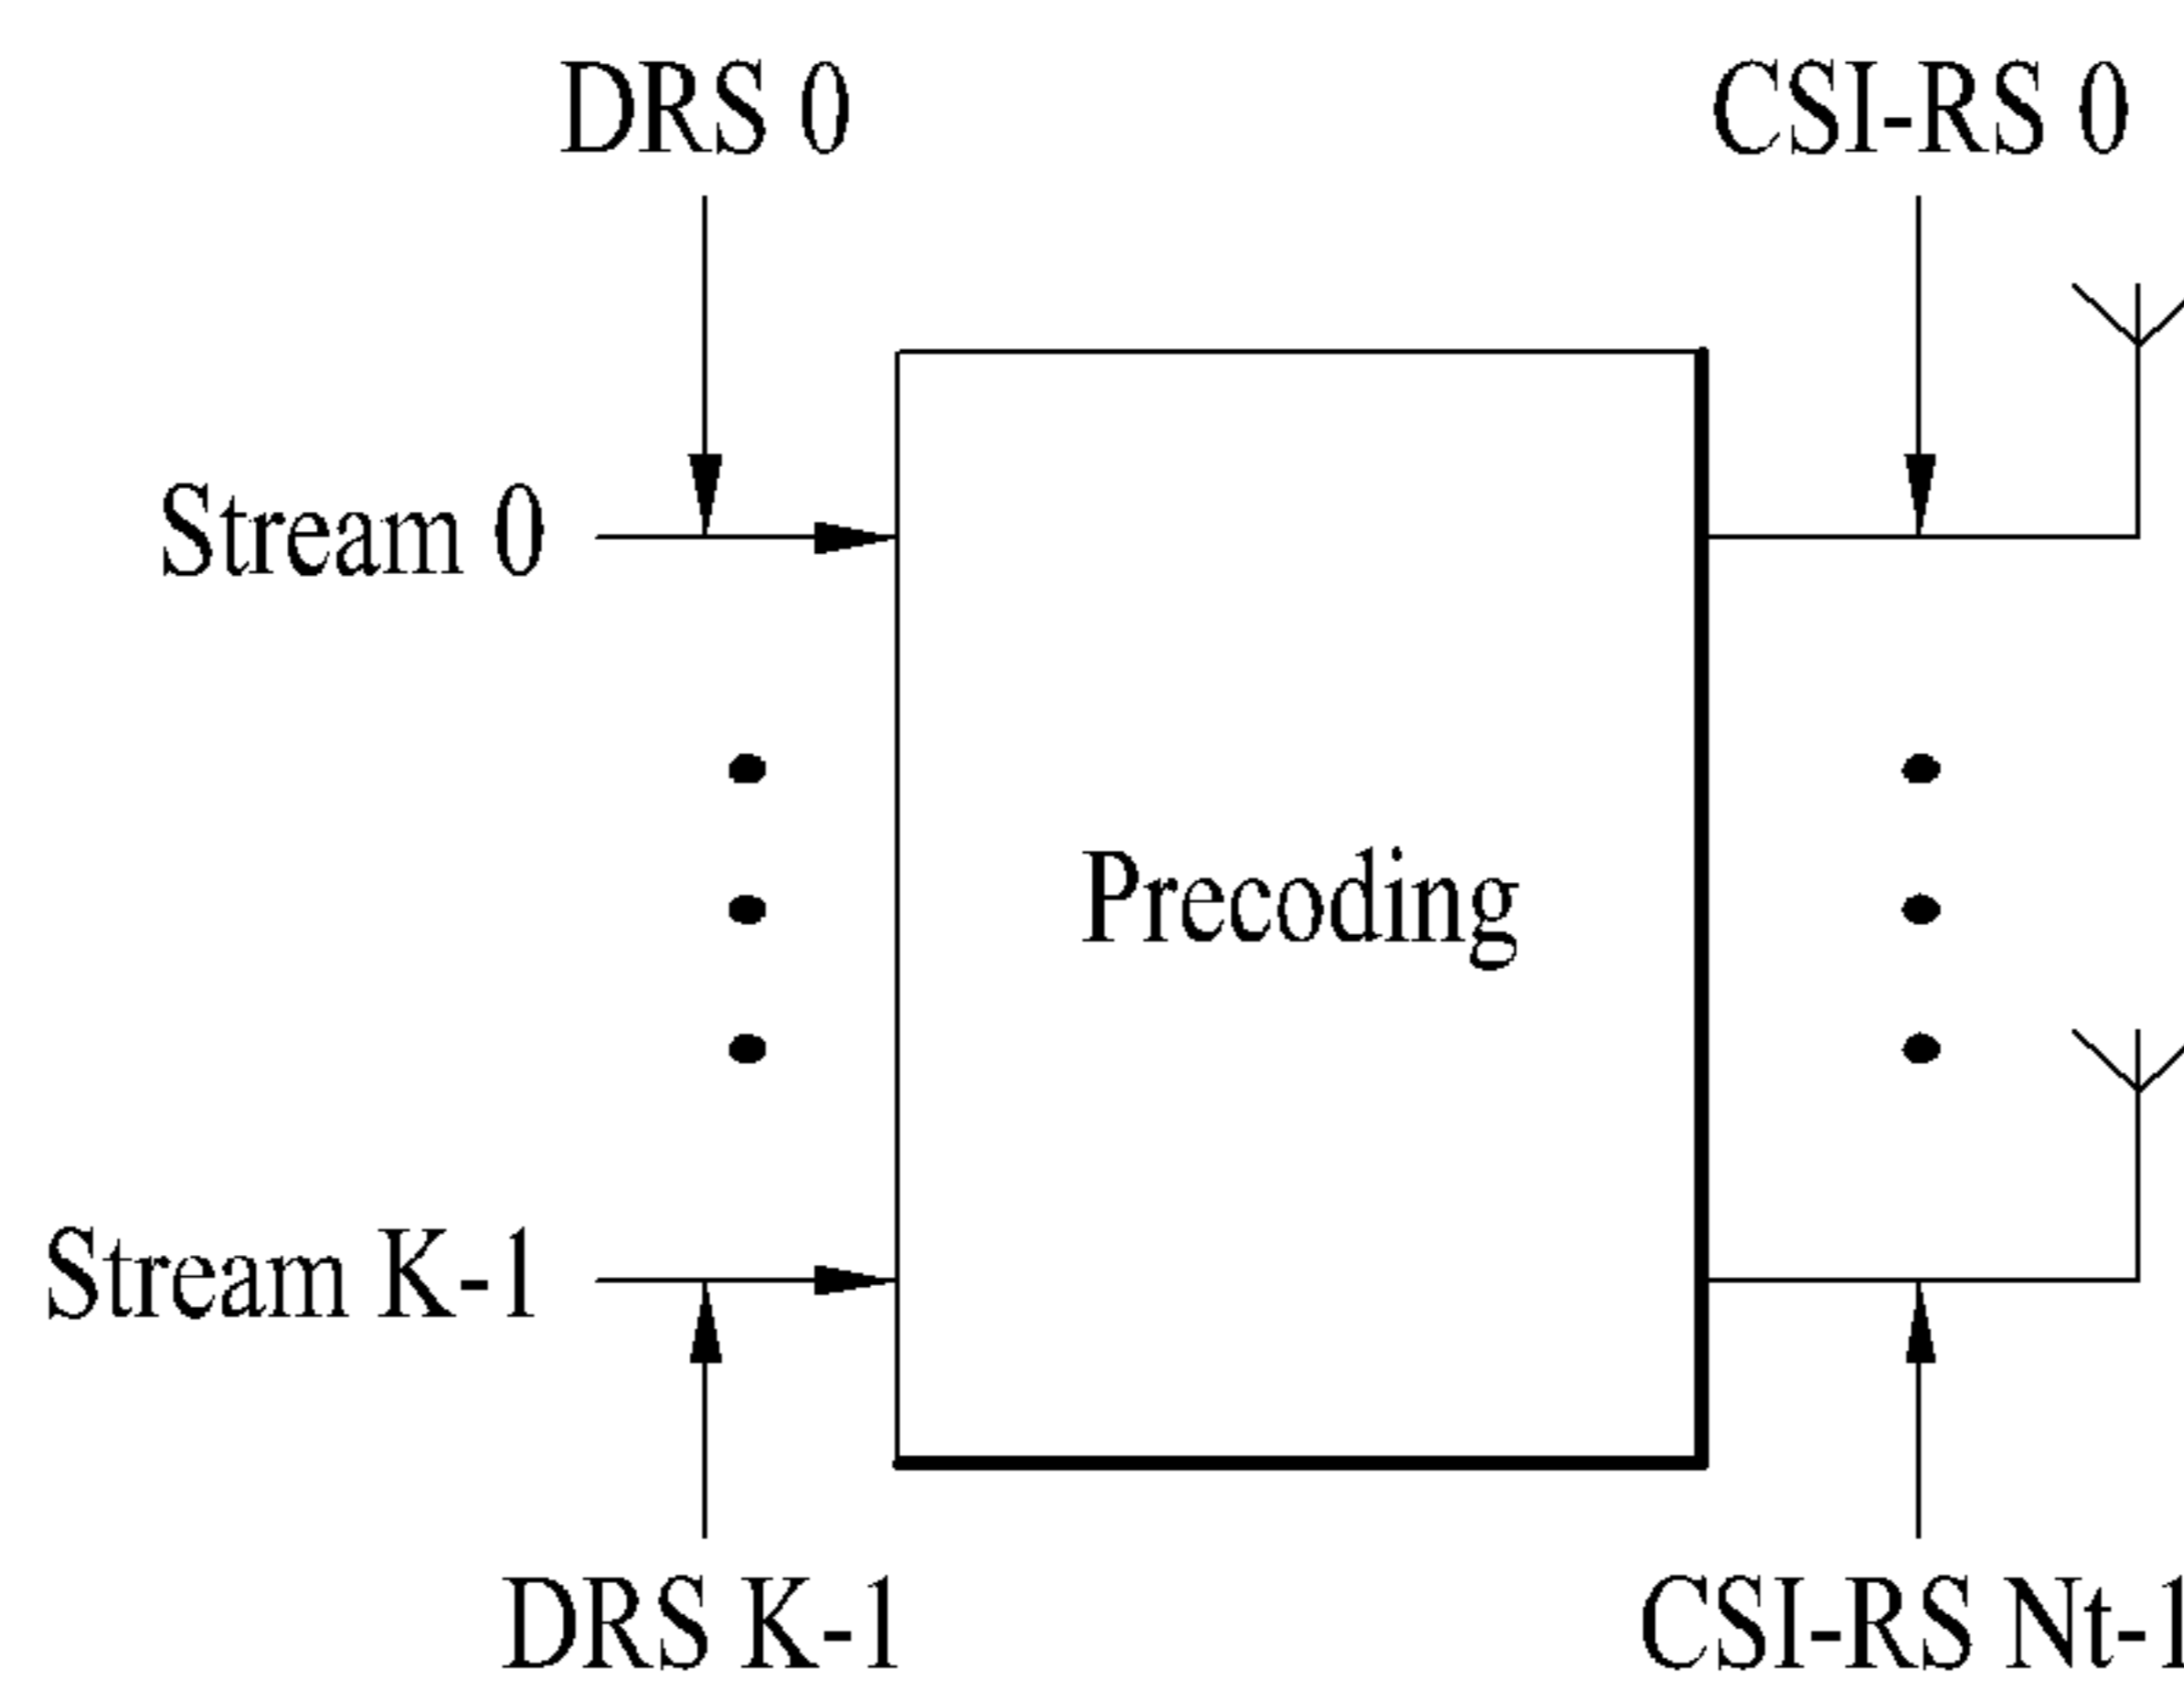 DRS 0
CSI-RS 0
Stream 0
Precoding
Stream K-1
DRS K-1
CSI-RS Nt-1